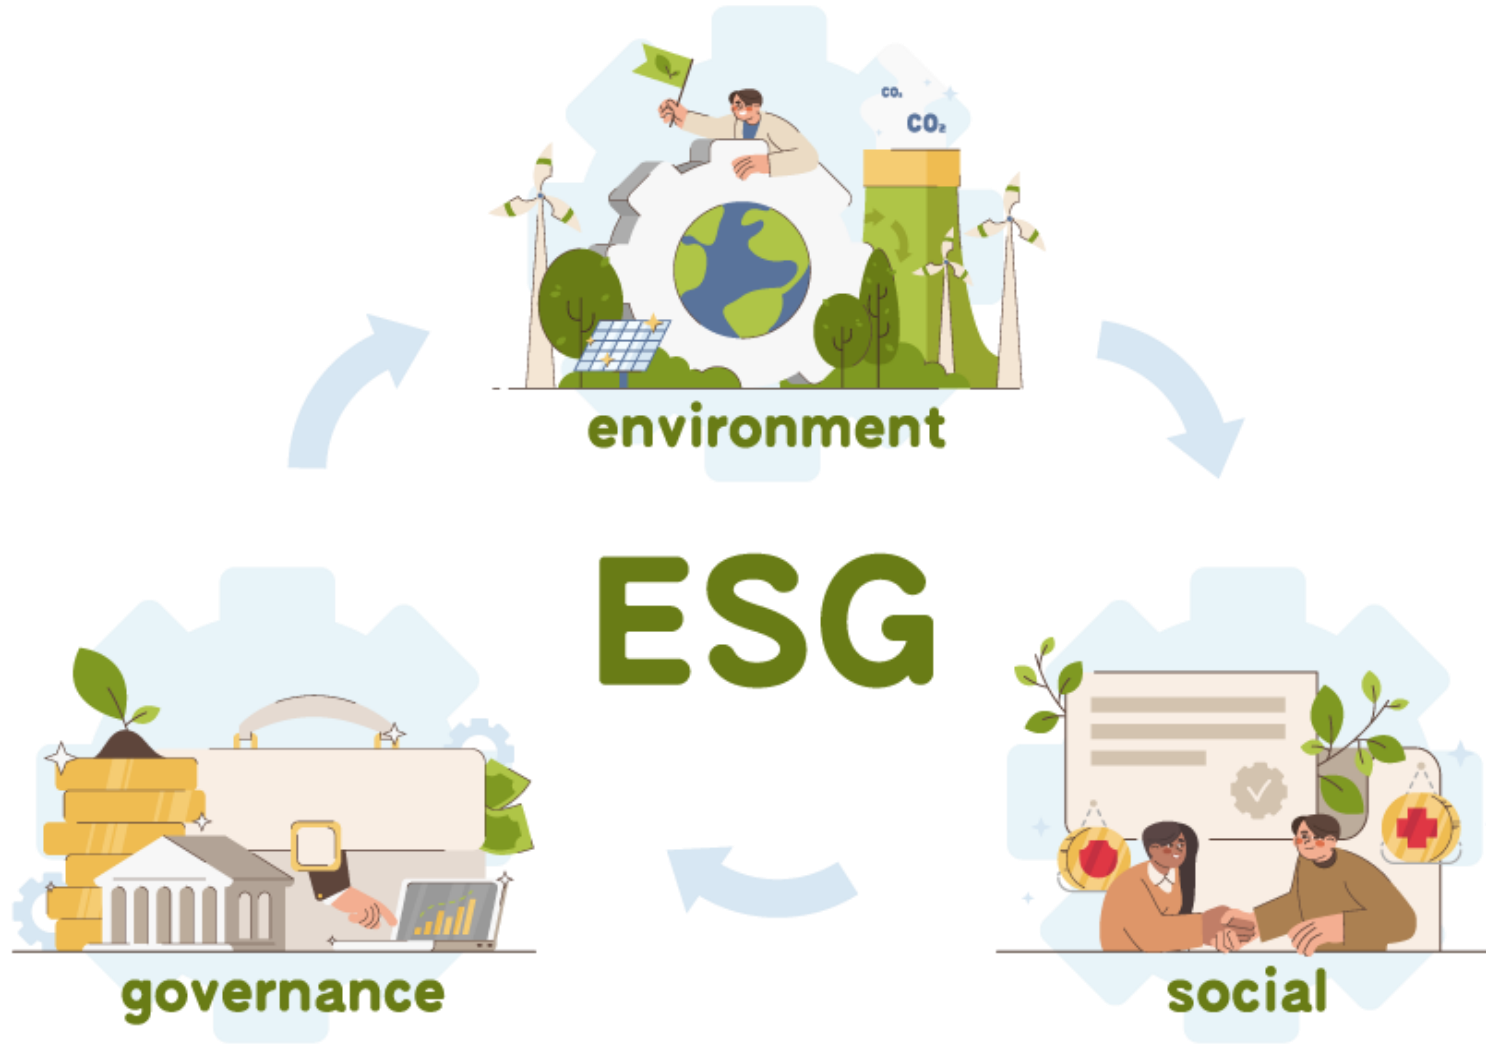 CO₂
CO₂
environment
ESG
governance
social